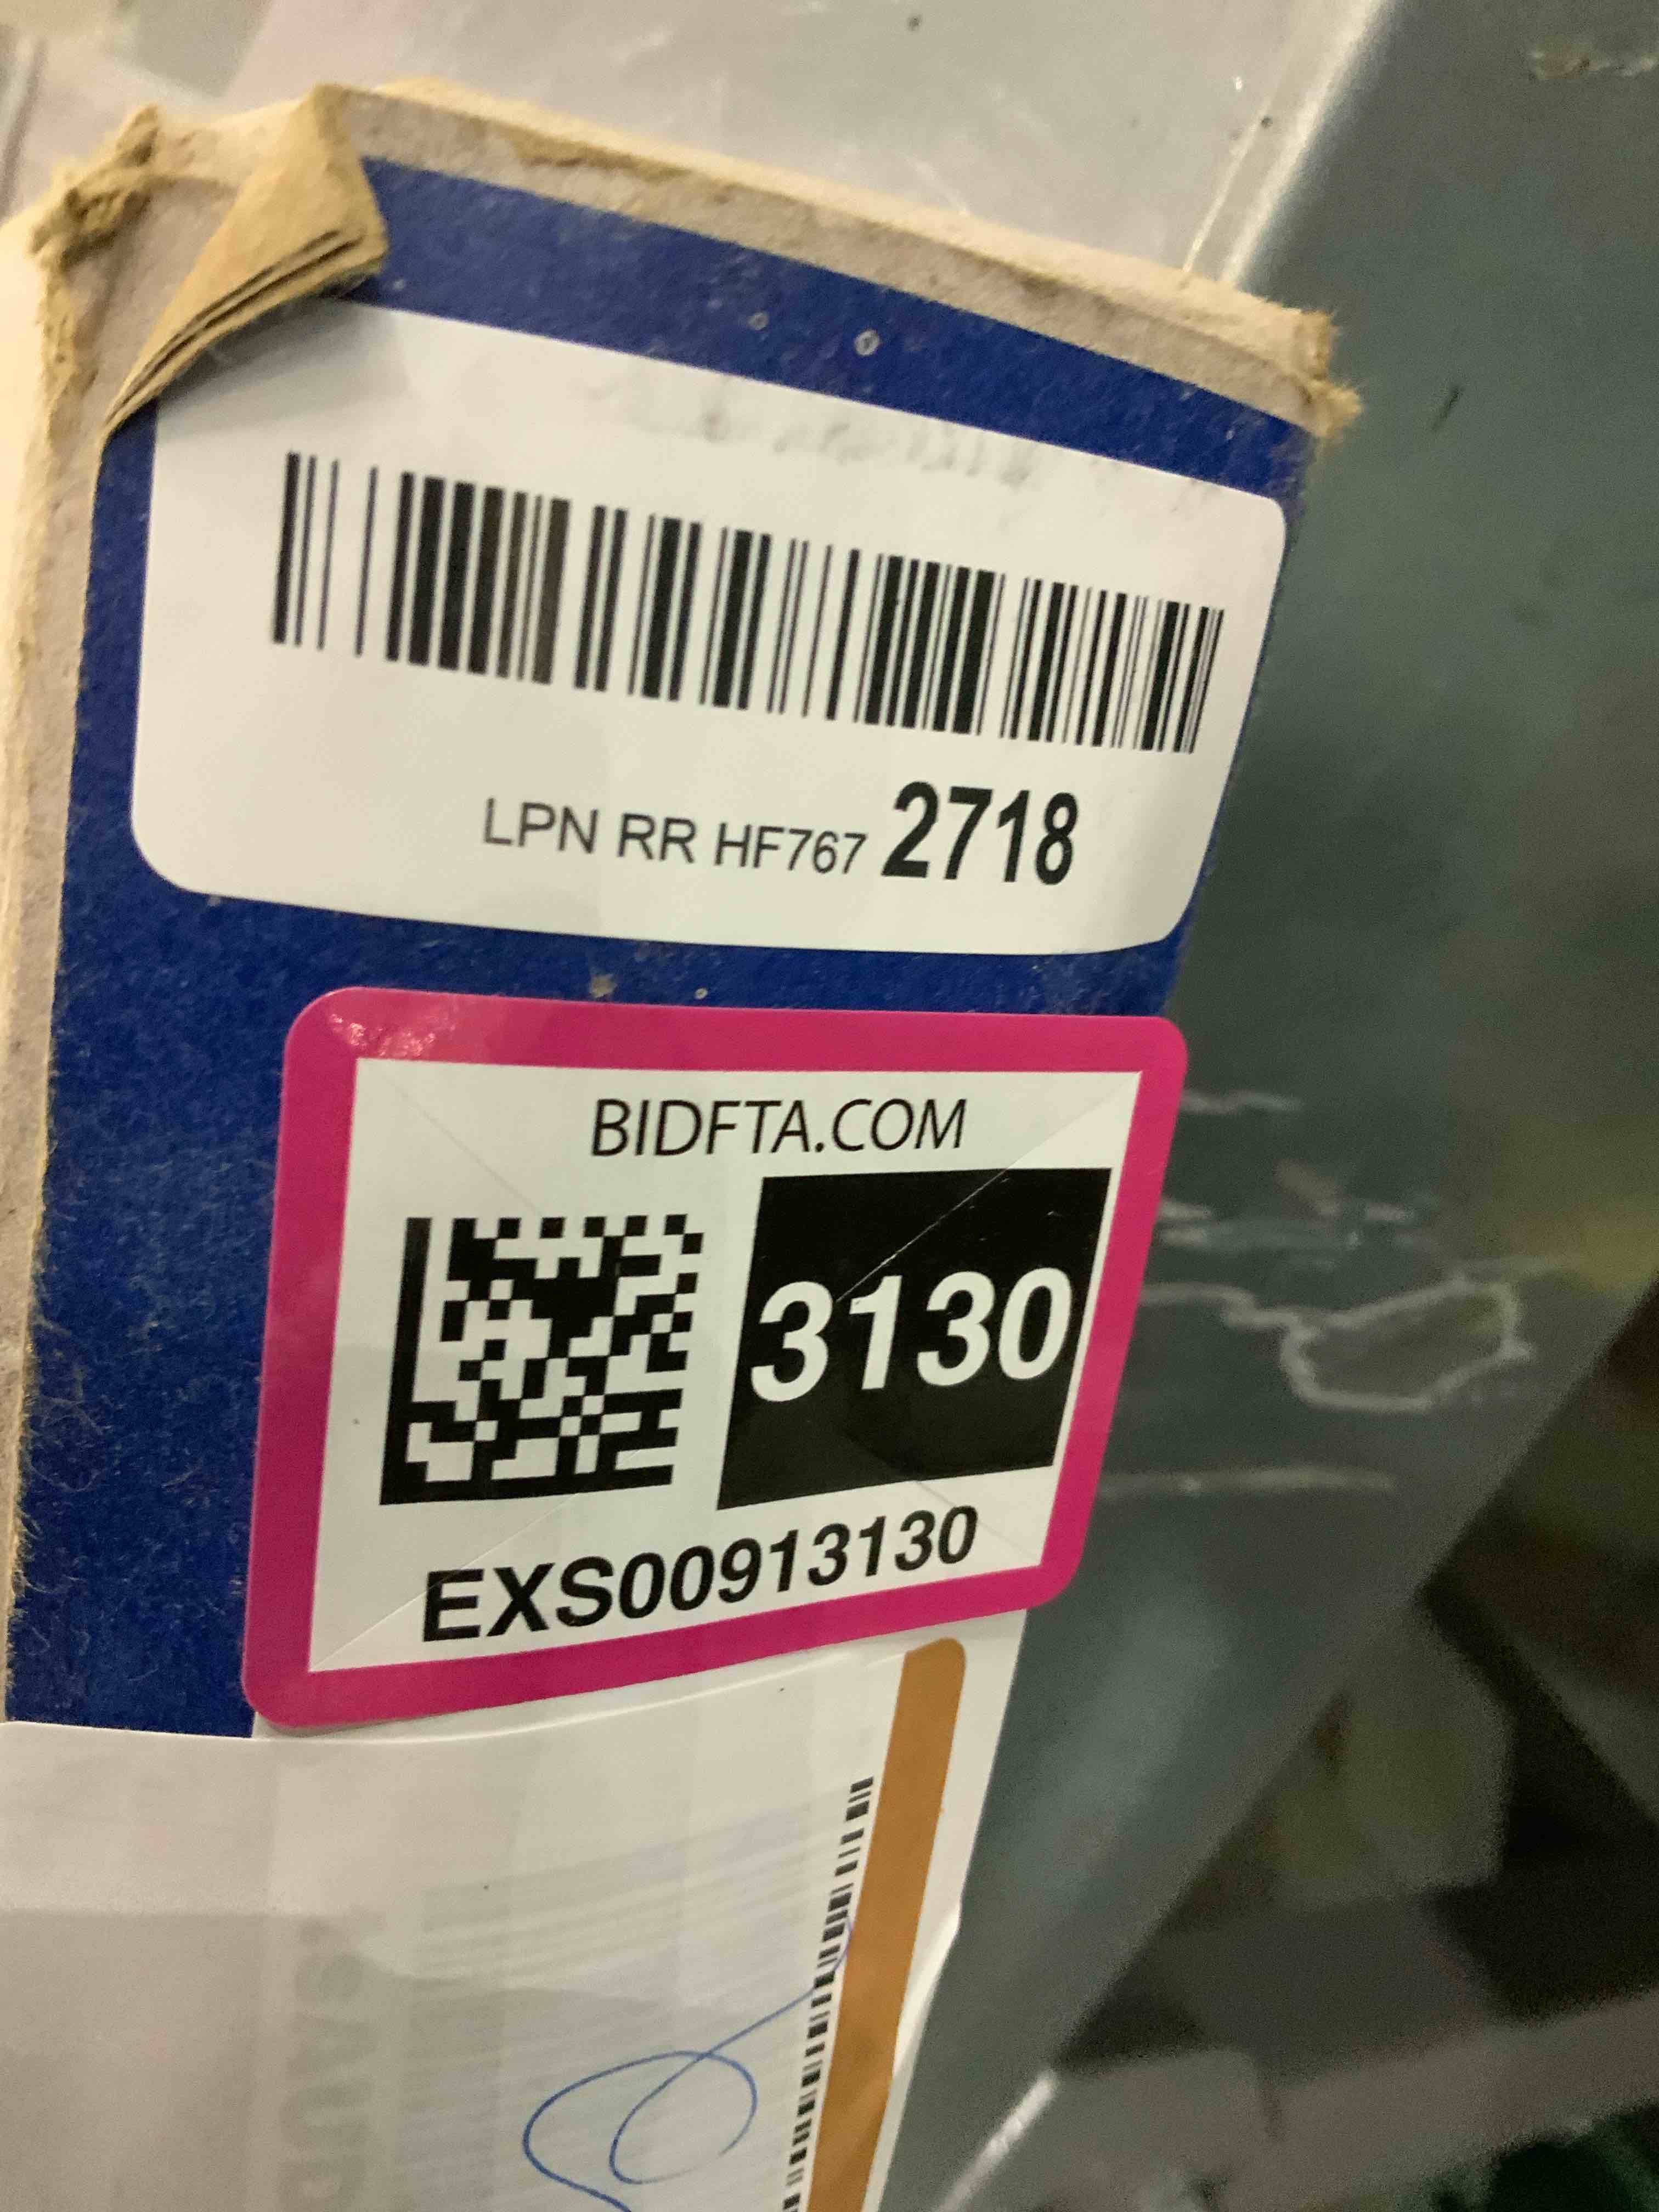 LPN RR HF767 2718
BIDFTA.COM
3130
EXS00913130